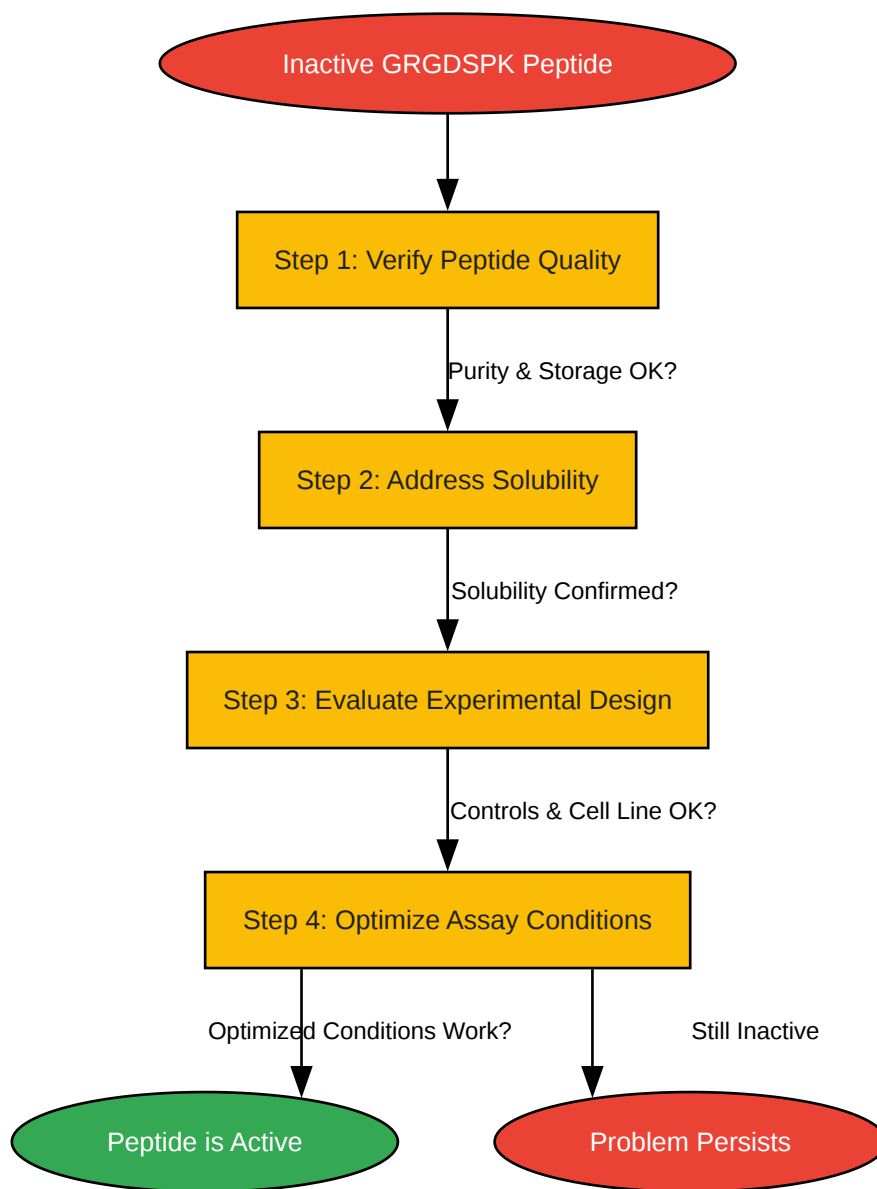 Inactive GRGDSPK Peptide
Step 1: Verify Peptide Quality
Purity & Storage OK?
Step 2: Address Solubility
Solubility Confirmed?
Step 3: Evaluate Experimental Design
Controls & Cell Line OK?
Step 4: Optimize Assay Conditions
Optimized Conditions Work?
Still Inactive
Peptide is Active
Problem Persists